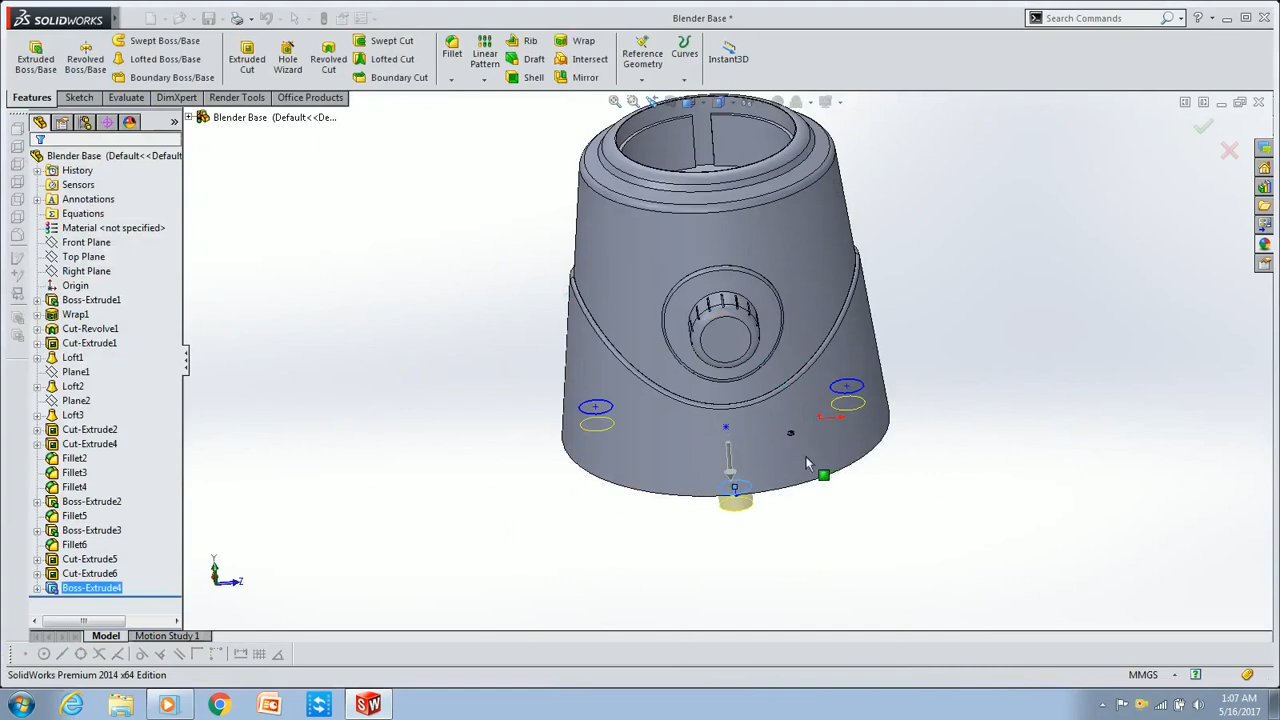 SOLIDWORKS
Blender Base *
Search Commands
Extruded Boss/Base
Revolved Boss/Base
Swept Boss/Base
Lofted Boss/Base
Boundary Boss/Base
Extruded Cut
Hole Wizard
Revolved Cut
Swept Cut
Lofted Cut
Boundary Cut
Fillet
Linear Pattern
Rib
Draft
Shell
Wrap
Intersect
Mirror
Reference Geometry
Curves
Instant3D
Features
Sketch
Evaluate
DimXpert
Render Tools
Office Products
Blender Base (Default<<De...
Blender Base (Default<<Default
History
Sensors
Annotations
Equations
Material <not specified>
Front Plane
Top Plane
Right Plane
Origin
Boss-Extrude1
Wrap1
Cut-Revolve1
Cut-Extrude1
Loft1
Plane1
Loft2
Plane2
Loft3
Cut-Extrude2
Cut-Extrude4
Fillet2
Fillet3
Fillet4
Boss-Extrude2
Fillet5
Boss-Extrude3
Fillet6
Cut-Extrude5
Cut-Extrude6
Boss-Extrude4
Y
Z
Model
Motion Study 1
SolidWorks Premium 2014 x64 Edition
MMGS
1:07 AM
5/16/2017